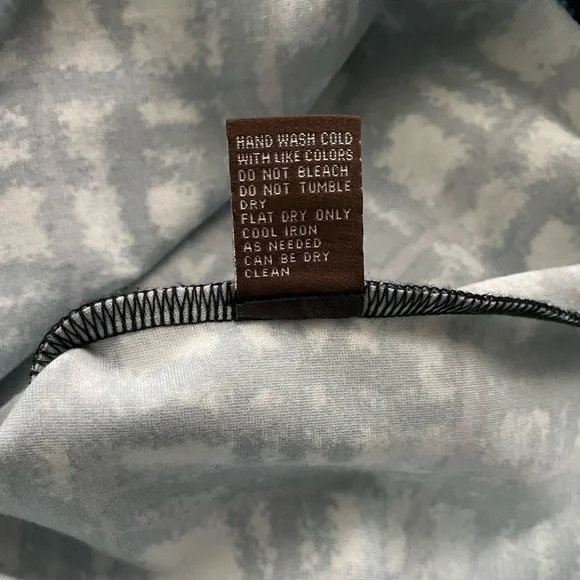 HAND WASH COLD
WITH LIKE COLORS
DO NOT BLEACH
DO NOT TUMBLE
DRY
FLAT DRY ONLY
COOL IRON
AS NEEDED
CAN BE DRY
CLEAN